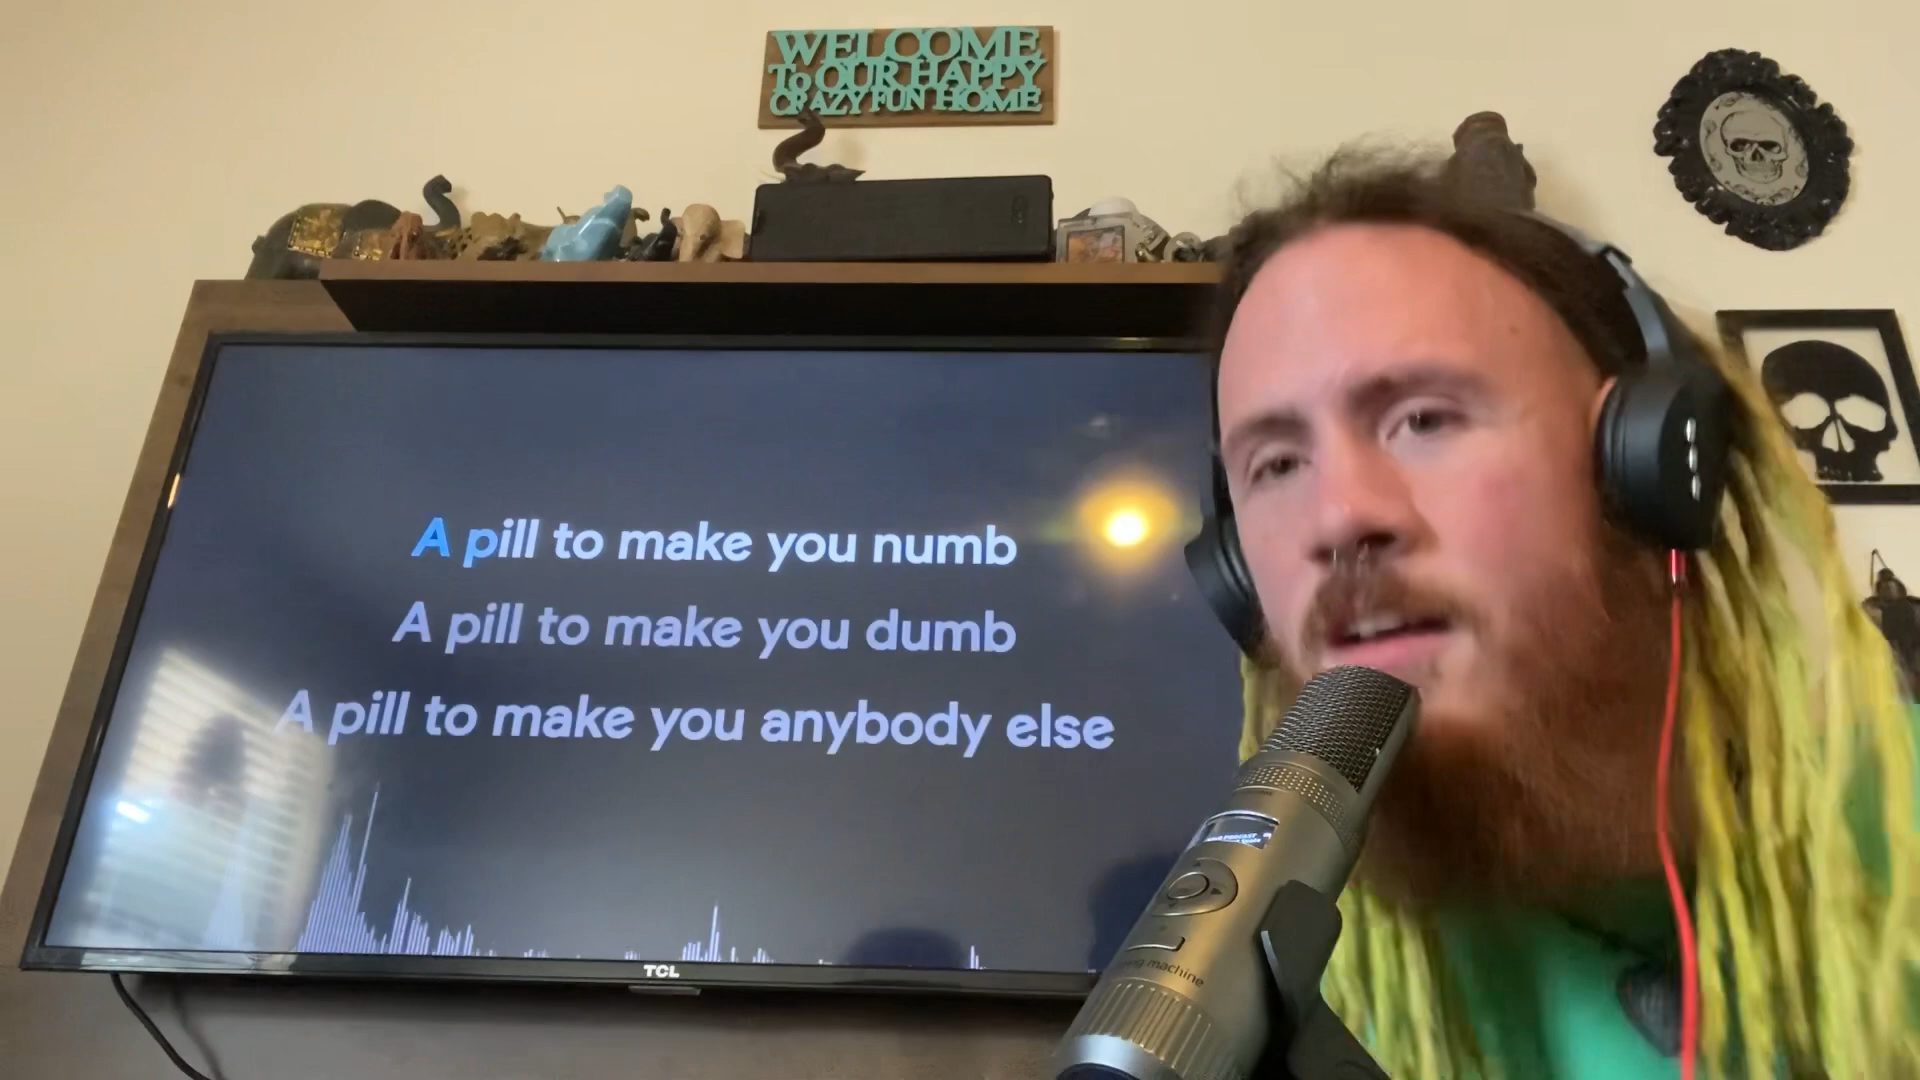 WELCOME
To OUR HAPPY
CRAZY FUN HOME
A pill to make you numb
A pill to make you dumb
A pill to make you anybody else
TCL
machine